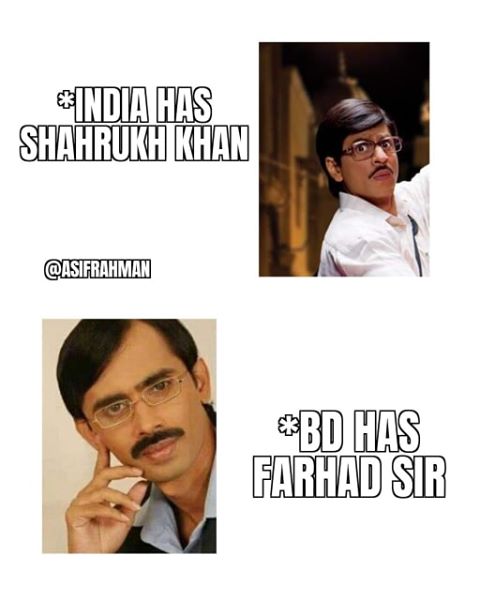 *INDIA HAS
SHAHRUKH KHAN
@ASIFRAHMAN
*BD HAS
FARHAD SIR